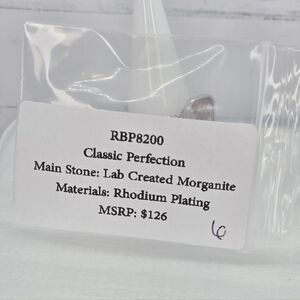 RBP8200
Classic Perfection
Main Stone: Lab Created Morganite
Materials: Rhodium Plating
MSRP: $126
6